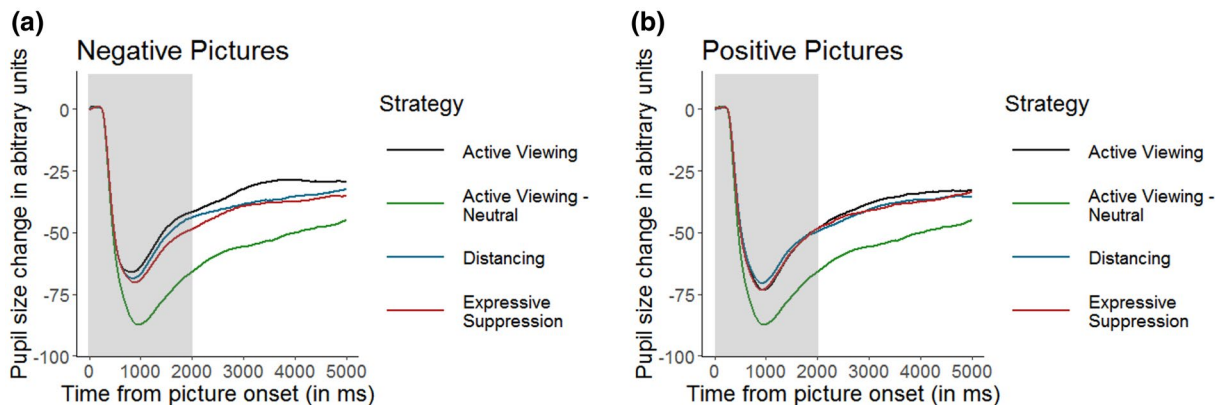 (a)
Negative Pictures
Pupil size change in abitrary units
0
-25
-50
-75
-100
0 1000 2000 3000 4000 5000
Time from picture onset (in ms)
Strategy
Active Viewing
Active Viewing -
Neutral
Distancing
Expressive
Suppression
(b)
Positive Pictures
Pupil size change in abitrary units
0
-25
-50
-75
-100
0 1000 2000 3000 4000 5000
Time from picture onset (in ms)
Strategy
Active Viewing
Active Viewing -
Neutral
Distancing
Expressive
Suppression